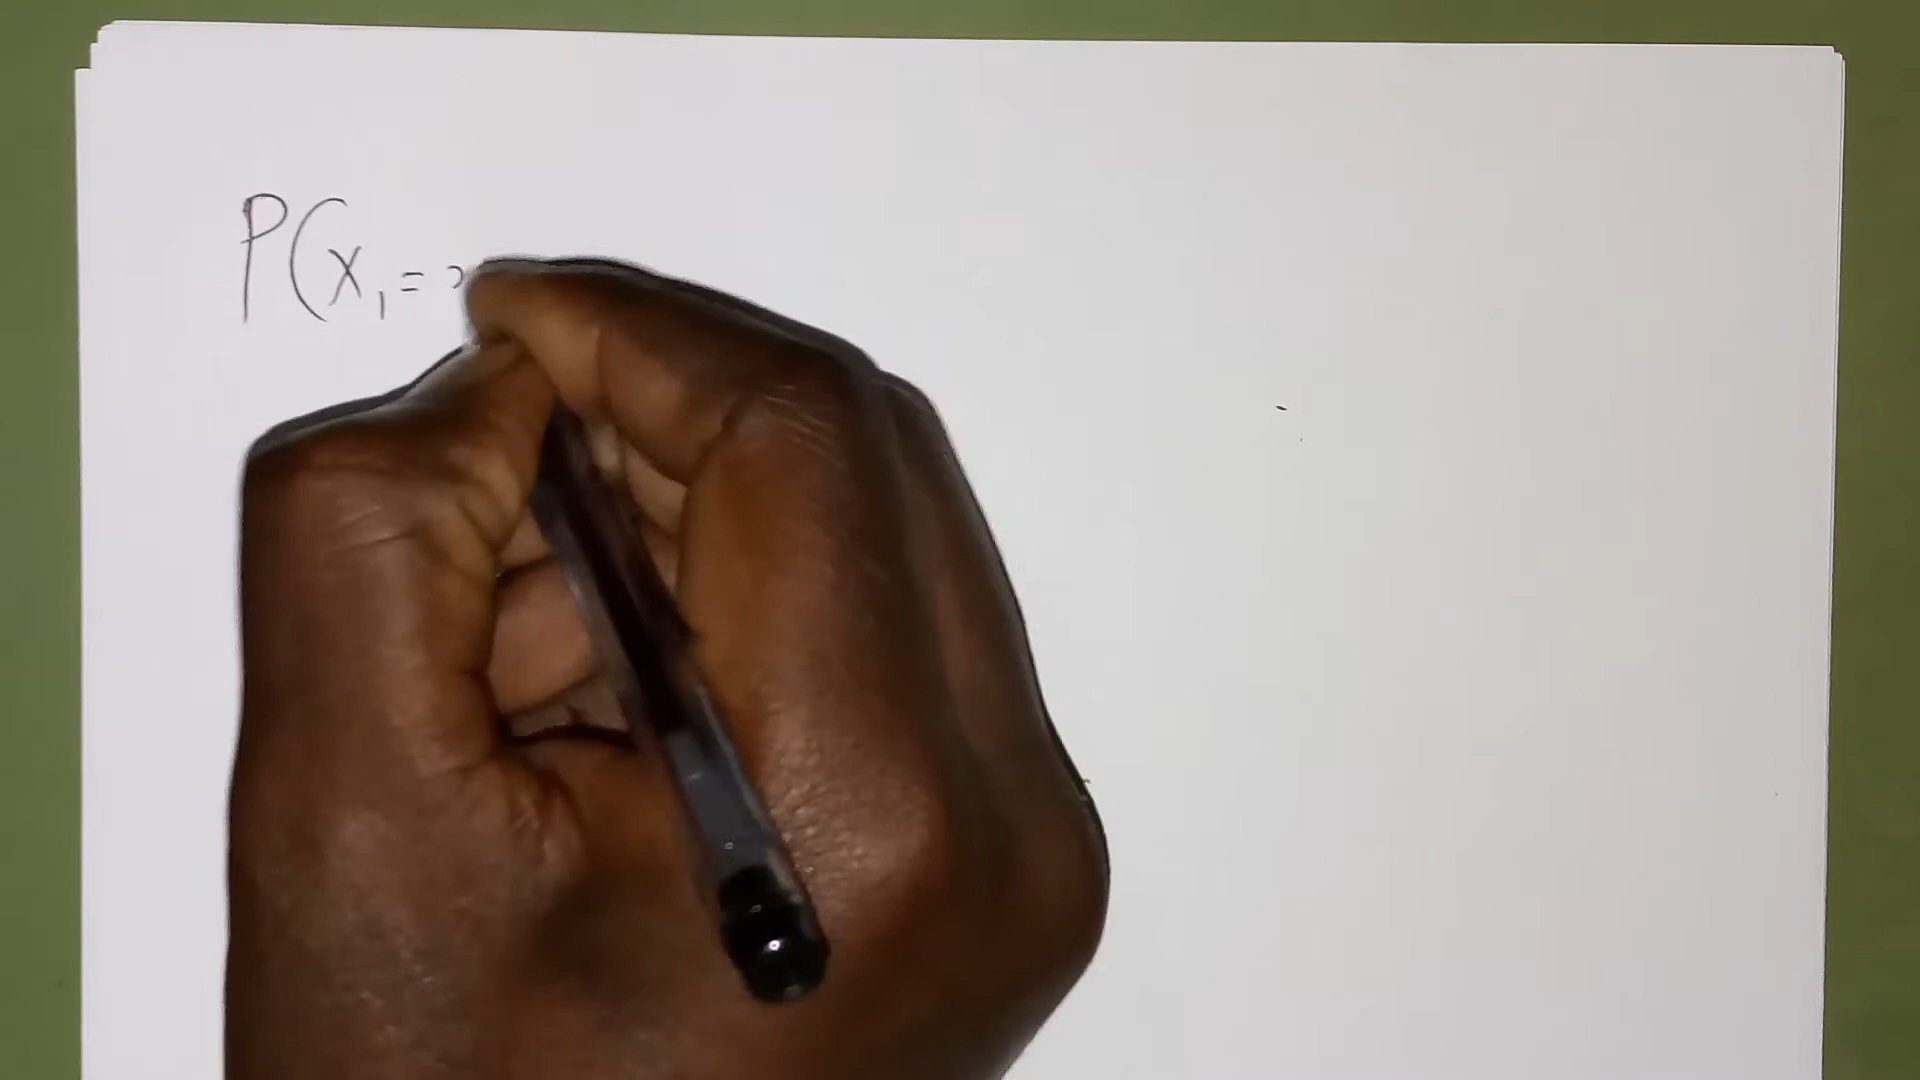 P(X₁ =